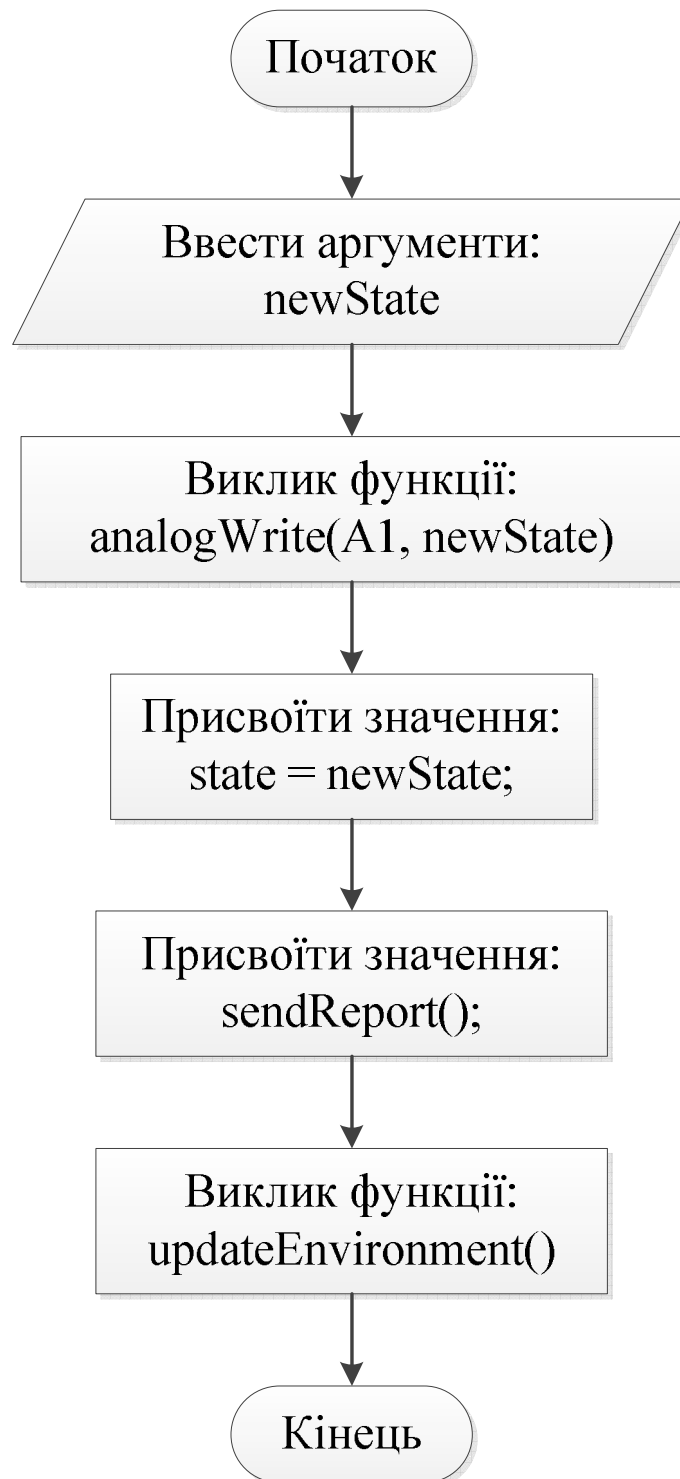 Початок
Ввести аргументи:
newState
Виклик функції:
analogWrite(A1, newState)
Присвоїти значення:
state = newState;
Присвоїти значення:
sendReport();
Виклик функції:
updateEnvironment()
Кінець